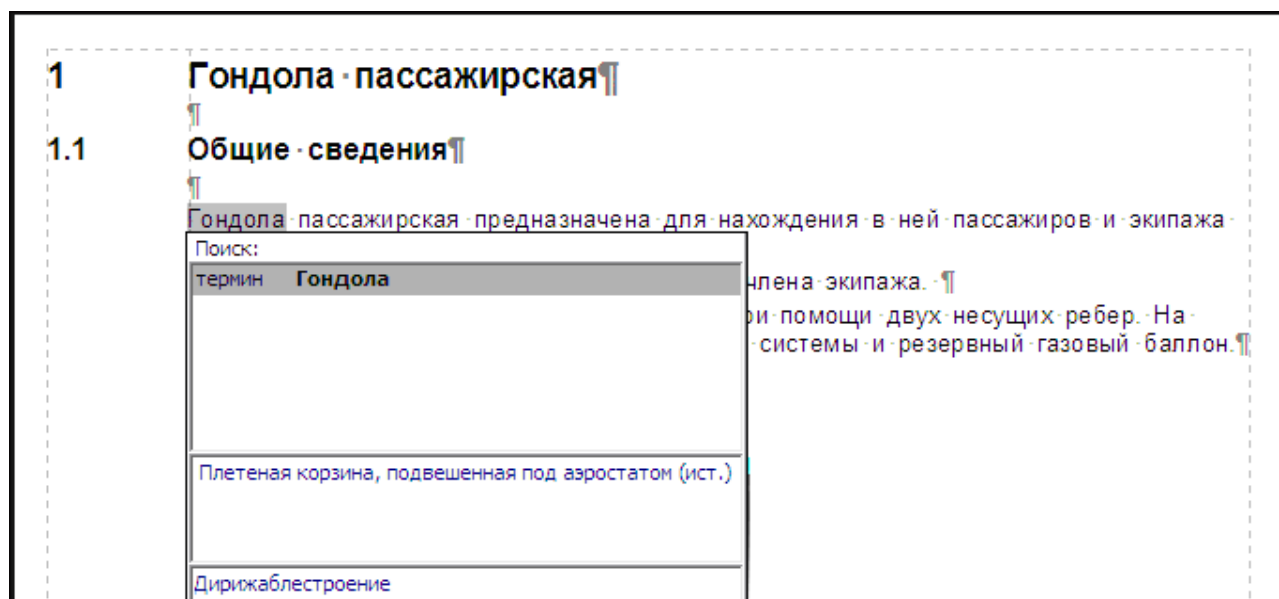 1 Гондола пассажирская¶
¶
1.1 Общие сведения¶
¶
Гондола пассажирская предназначена для нахождения в ней пассажиров и экипажа
Поиск:
термин Гондола
члена экипажа. ¶
помощи двух несущих ребер. На
системы и резервный газовый баллон.¶
Плетеная корзина, подвешенная под аэростатом (ист.)
Дирижаблестроение